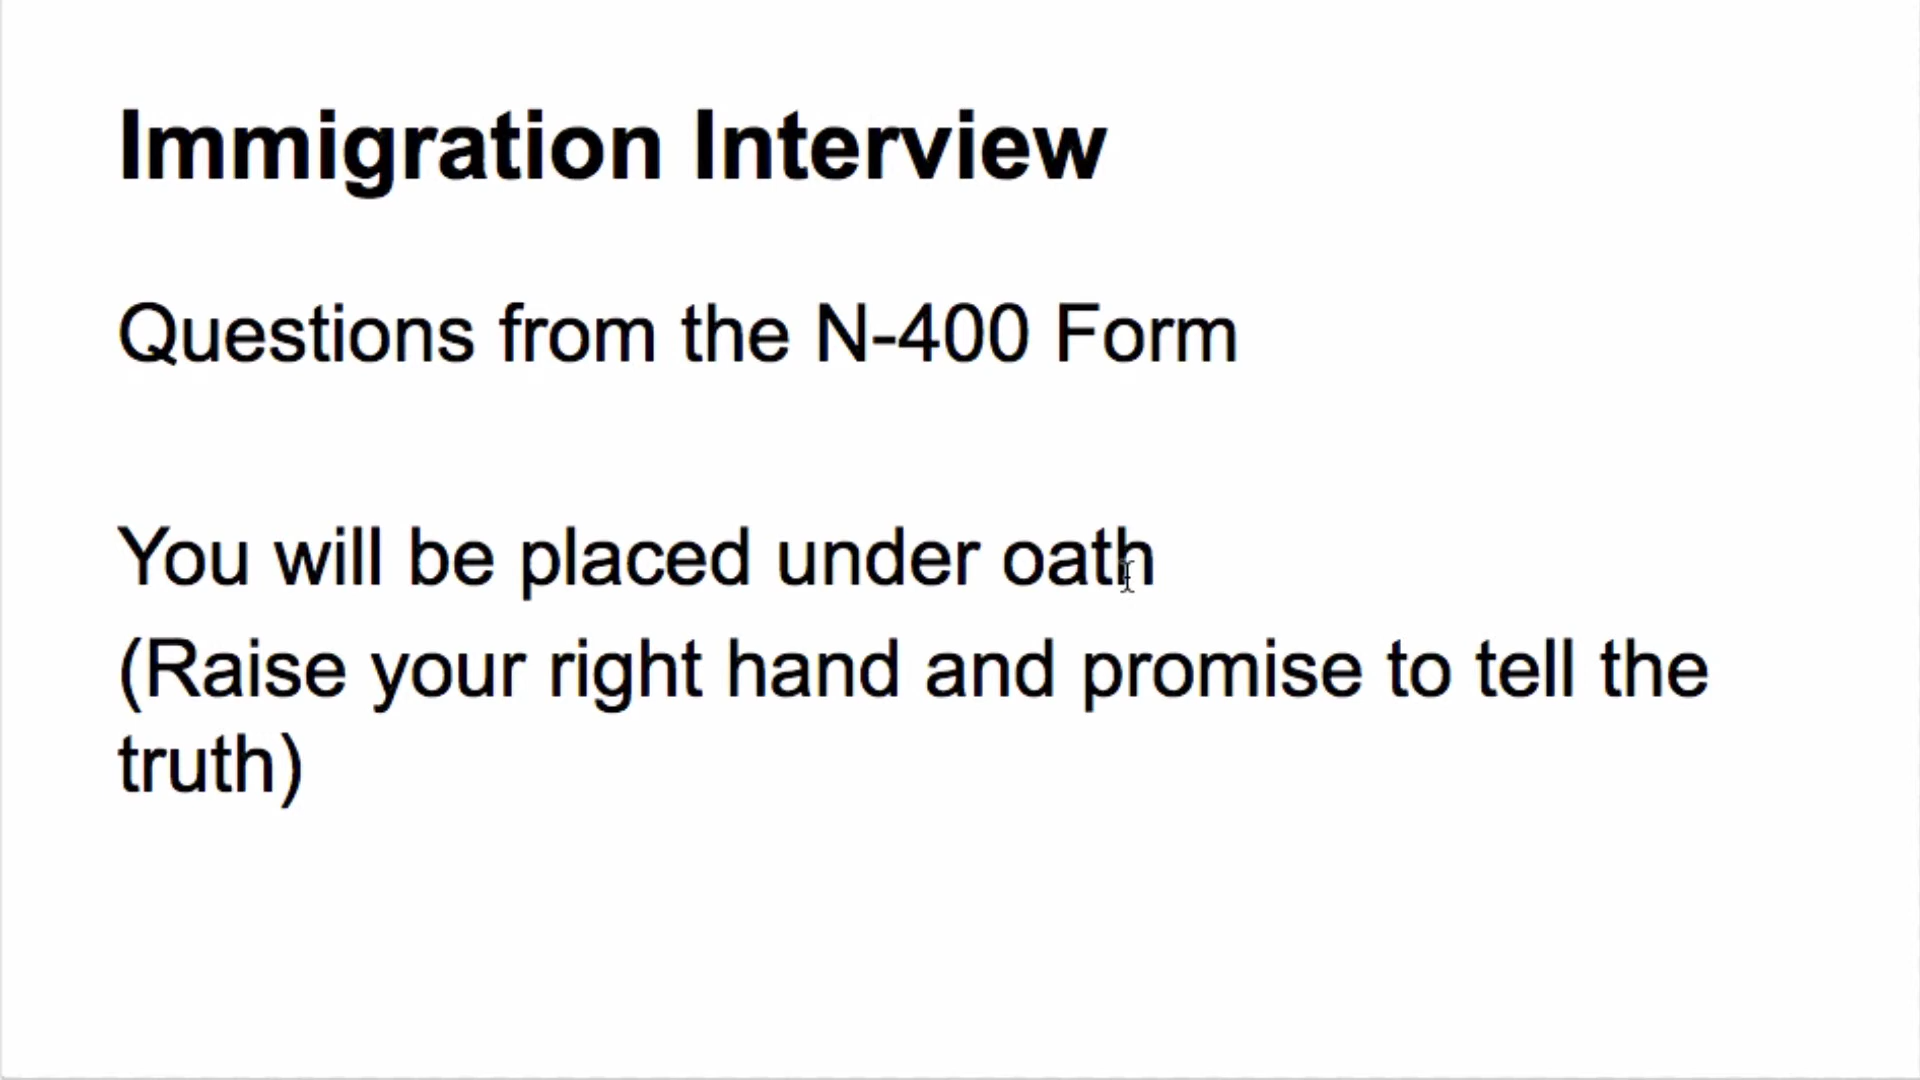 Immigration Interview
Questions from the N-400 Form
You will be placed under oath
(Raise your right hand and promise to tell the
truth)